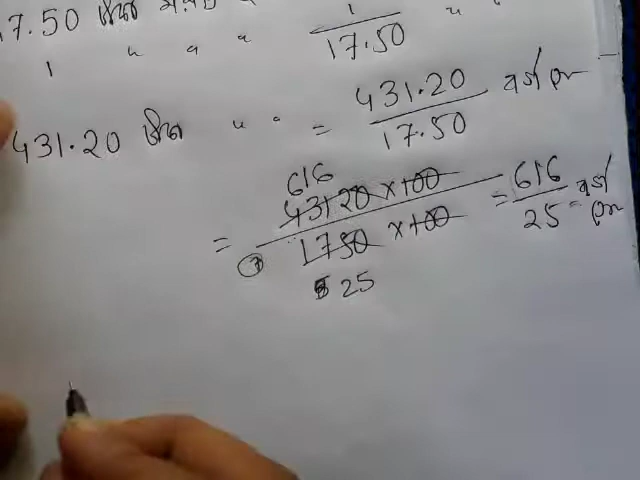 17.50 টাকা
1 " " " 1/17.50 " "
431.20 টাকা " " = 431.20/17.50 বর্গ
= 43120 × 100 / 1750 × 100 = 616/25 বর্গ
616
7
25